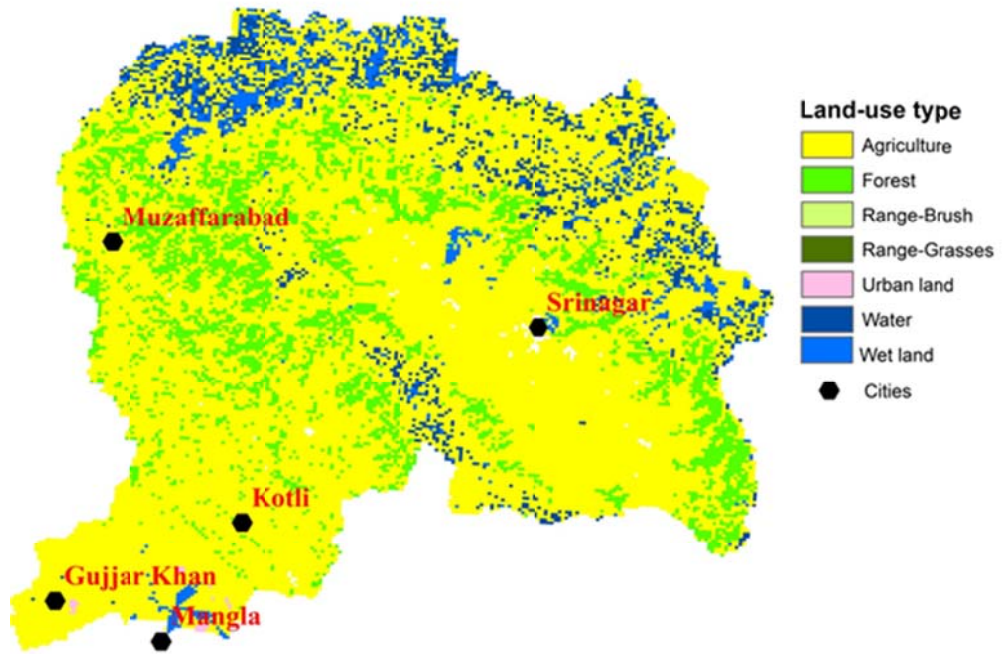 Land-use type
Agriculture
Forest
Range-Brush
Range-Grasses
Urban land
Water
Wet land
Cities
Muzaffarabad
Srinagar
Kotli
Gujjar Khan
Mangla